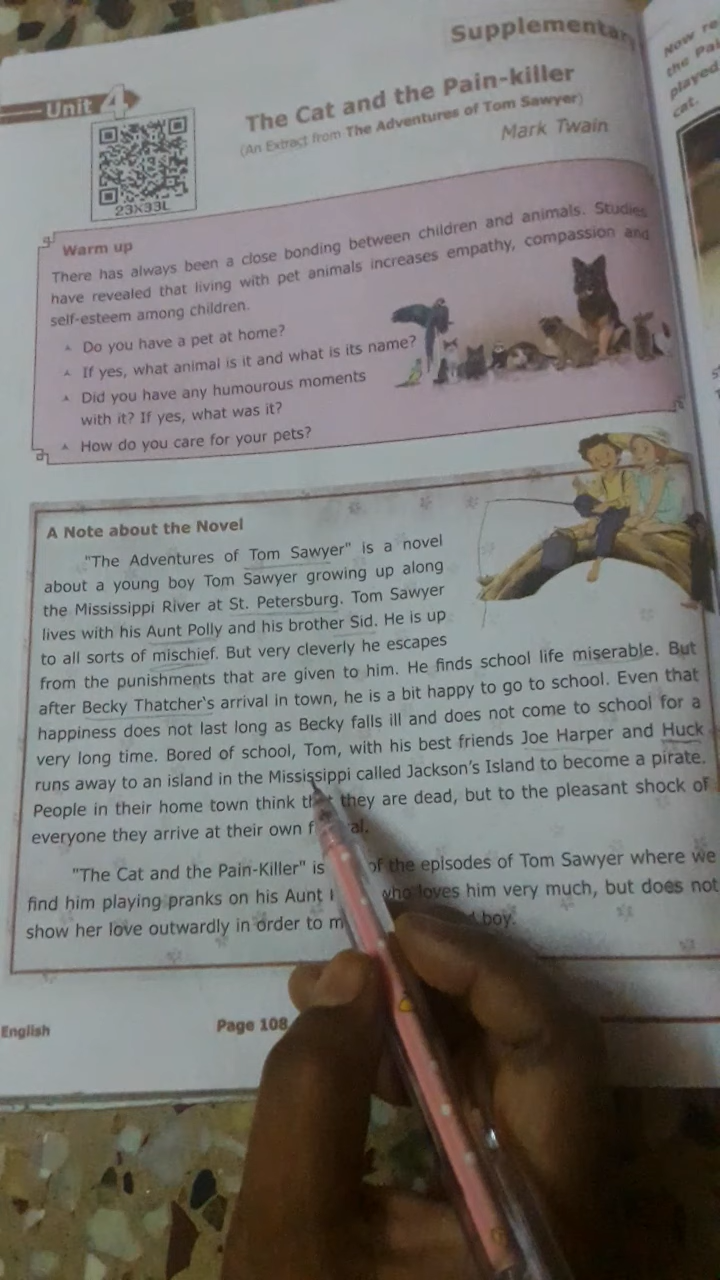 Supplementar
Unit 4
The Cat and the Pain-killer
(An Extract from The Adventures of Tom Sawyer)
Mark Twain
23X33L
Warm up
There has always been a close bonding between children and animals. Studies
have revealed that living with pet animals increases empathy, compassion and
self-esteem among children.
Do you have a pet at home?
If yes, what animal is it and what is its name?
Did you have any humourous moments
with it? If yes, what was it?
How do you care for your pets?
A Note about the Novel
"The Adventures of Tom Sawyer" is a novel
about a young boy Tom Sawyer growing up along
the Mississippi River at St. Petersburg. Tom Sawyer
lives with his Aunt Polly and his brother Sid. He is up
to all sorts of mischief. But very cleverly he escapes
from the punishments that are given to him. He finds school life miserable. But
after Becky Thatcher's arrival in town, he is a bit happy to go to school. Even that
happiness does not last long as Becky falls ill and does not come to school for a
very long time. Bored of school, Tom, with his best friends Joe Harper and Huck
runs away to an island in the Mississippi called Jackson's Island to become a pirate.
People in their home town think they are dead, but to the pleasant shock of
everyone they arrive at their own
"The Cat and the Pain-Killer" is of the episodes of Tom Sawyer where we
find him playing pranks on his Aunt who loves him very much, but does not
show her love outwardly in order to boy.
English
Page 108
Now re
the Pai
played
cat.